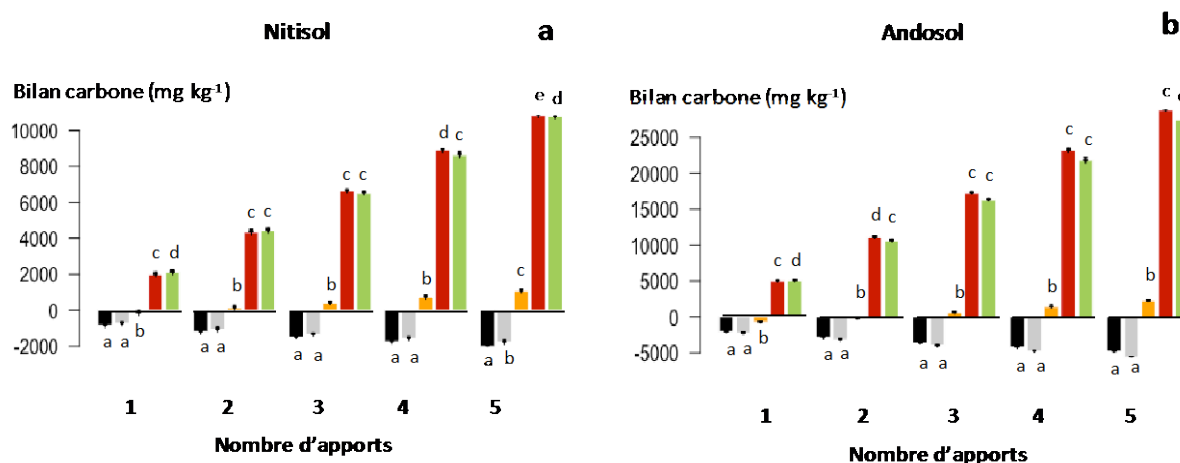 Nitisol
a
Bilan carbone (mg kg-1)
10000
8000
6000
4000
2000
0
-2000
a a b c d
a a b c c
a a b c c
a a b d c
a b c e d
1 2 3 4 5
Nombre d’apports
Andosol
b
Bilan carbone (mg kg-1)
25000
20000
15000
10000
5000
0
-5000
a a b c d
a a b d c
a a b c c
a a b c c
a a b c
1 2 3 4 5
Nombre d’apports